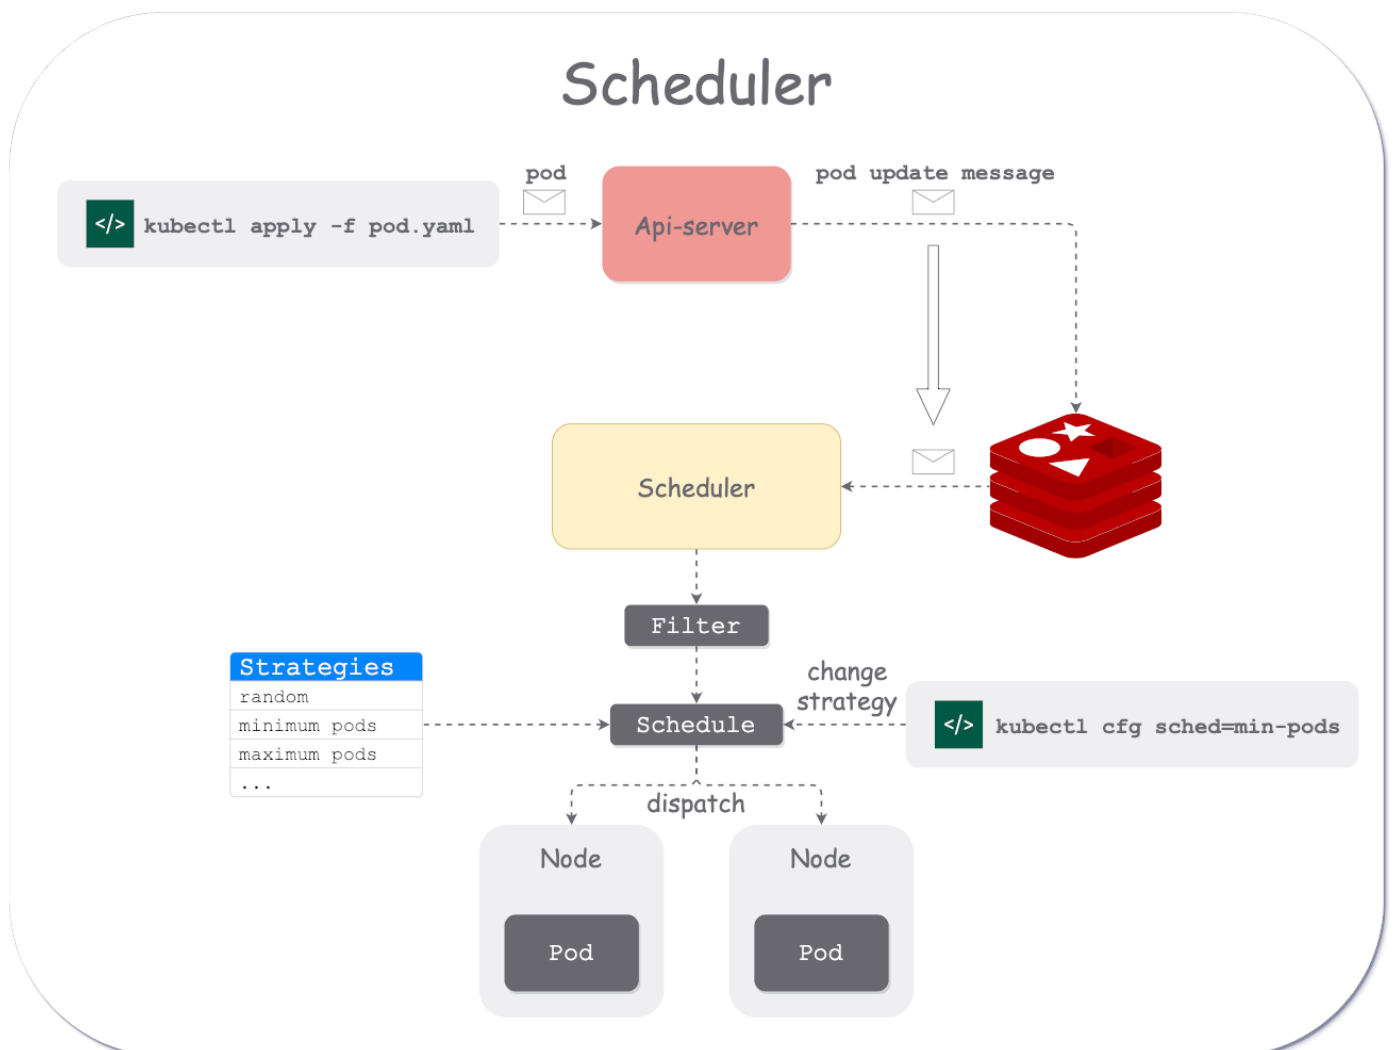 Scheduler
pod
pod update message
</> kubectl apply -f pod.yaml
Api-server
Scheduler
Filter
Strategies
random
minimum pods
maximum pods
...
change
strategy
Schedule
</> kubectl cfg sched=min-pods
dispatch
Node
Node
Pod
Pod